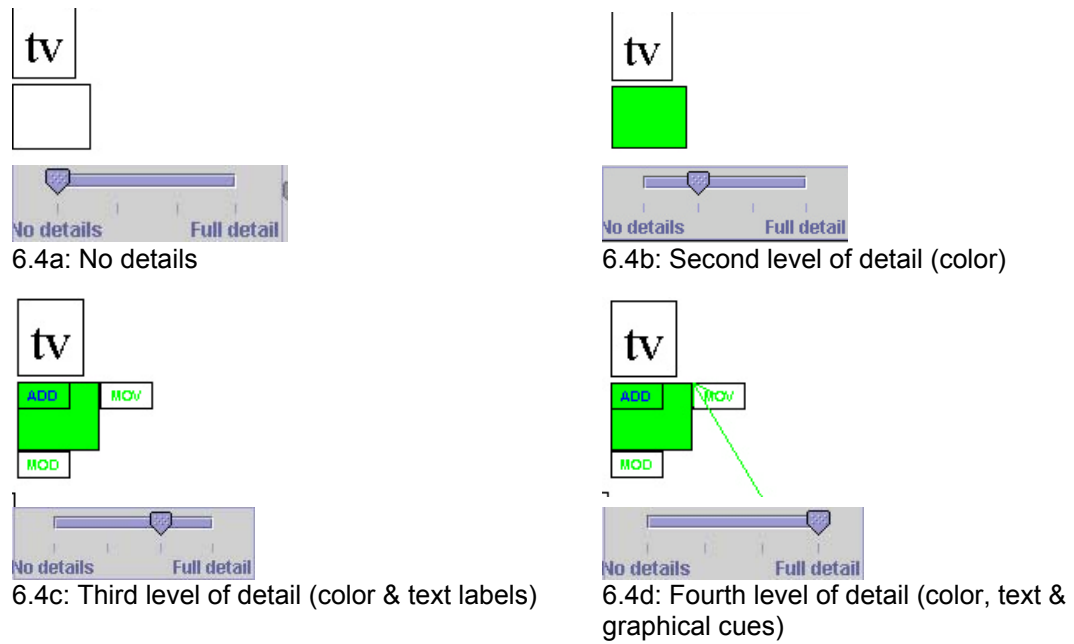 tv
No details Full detail
6.4a: No details
tv
No details Full detail
6.4b: Second level of detail (color)
tv
ADD MOV
MOD
No details Full detail
6.4c: Third level of detail (color & text labels)
tv
ADD MOV
MOD
No details Full detail
6.4d: Fourth level of detail (color, text &
graphical cues)